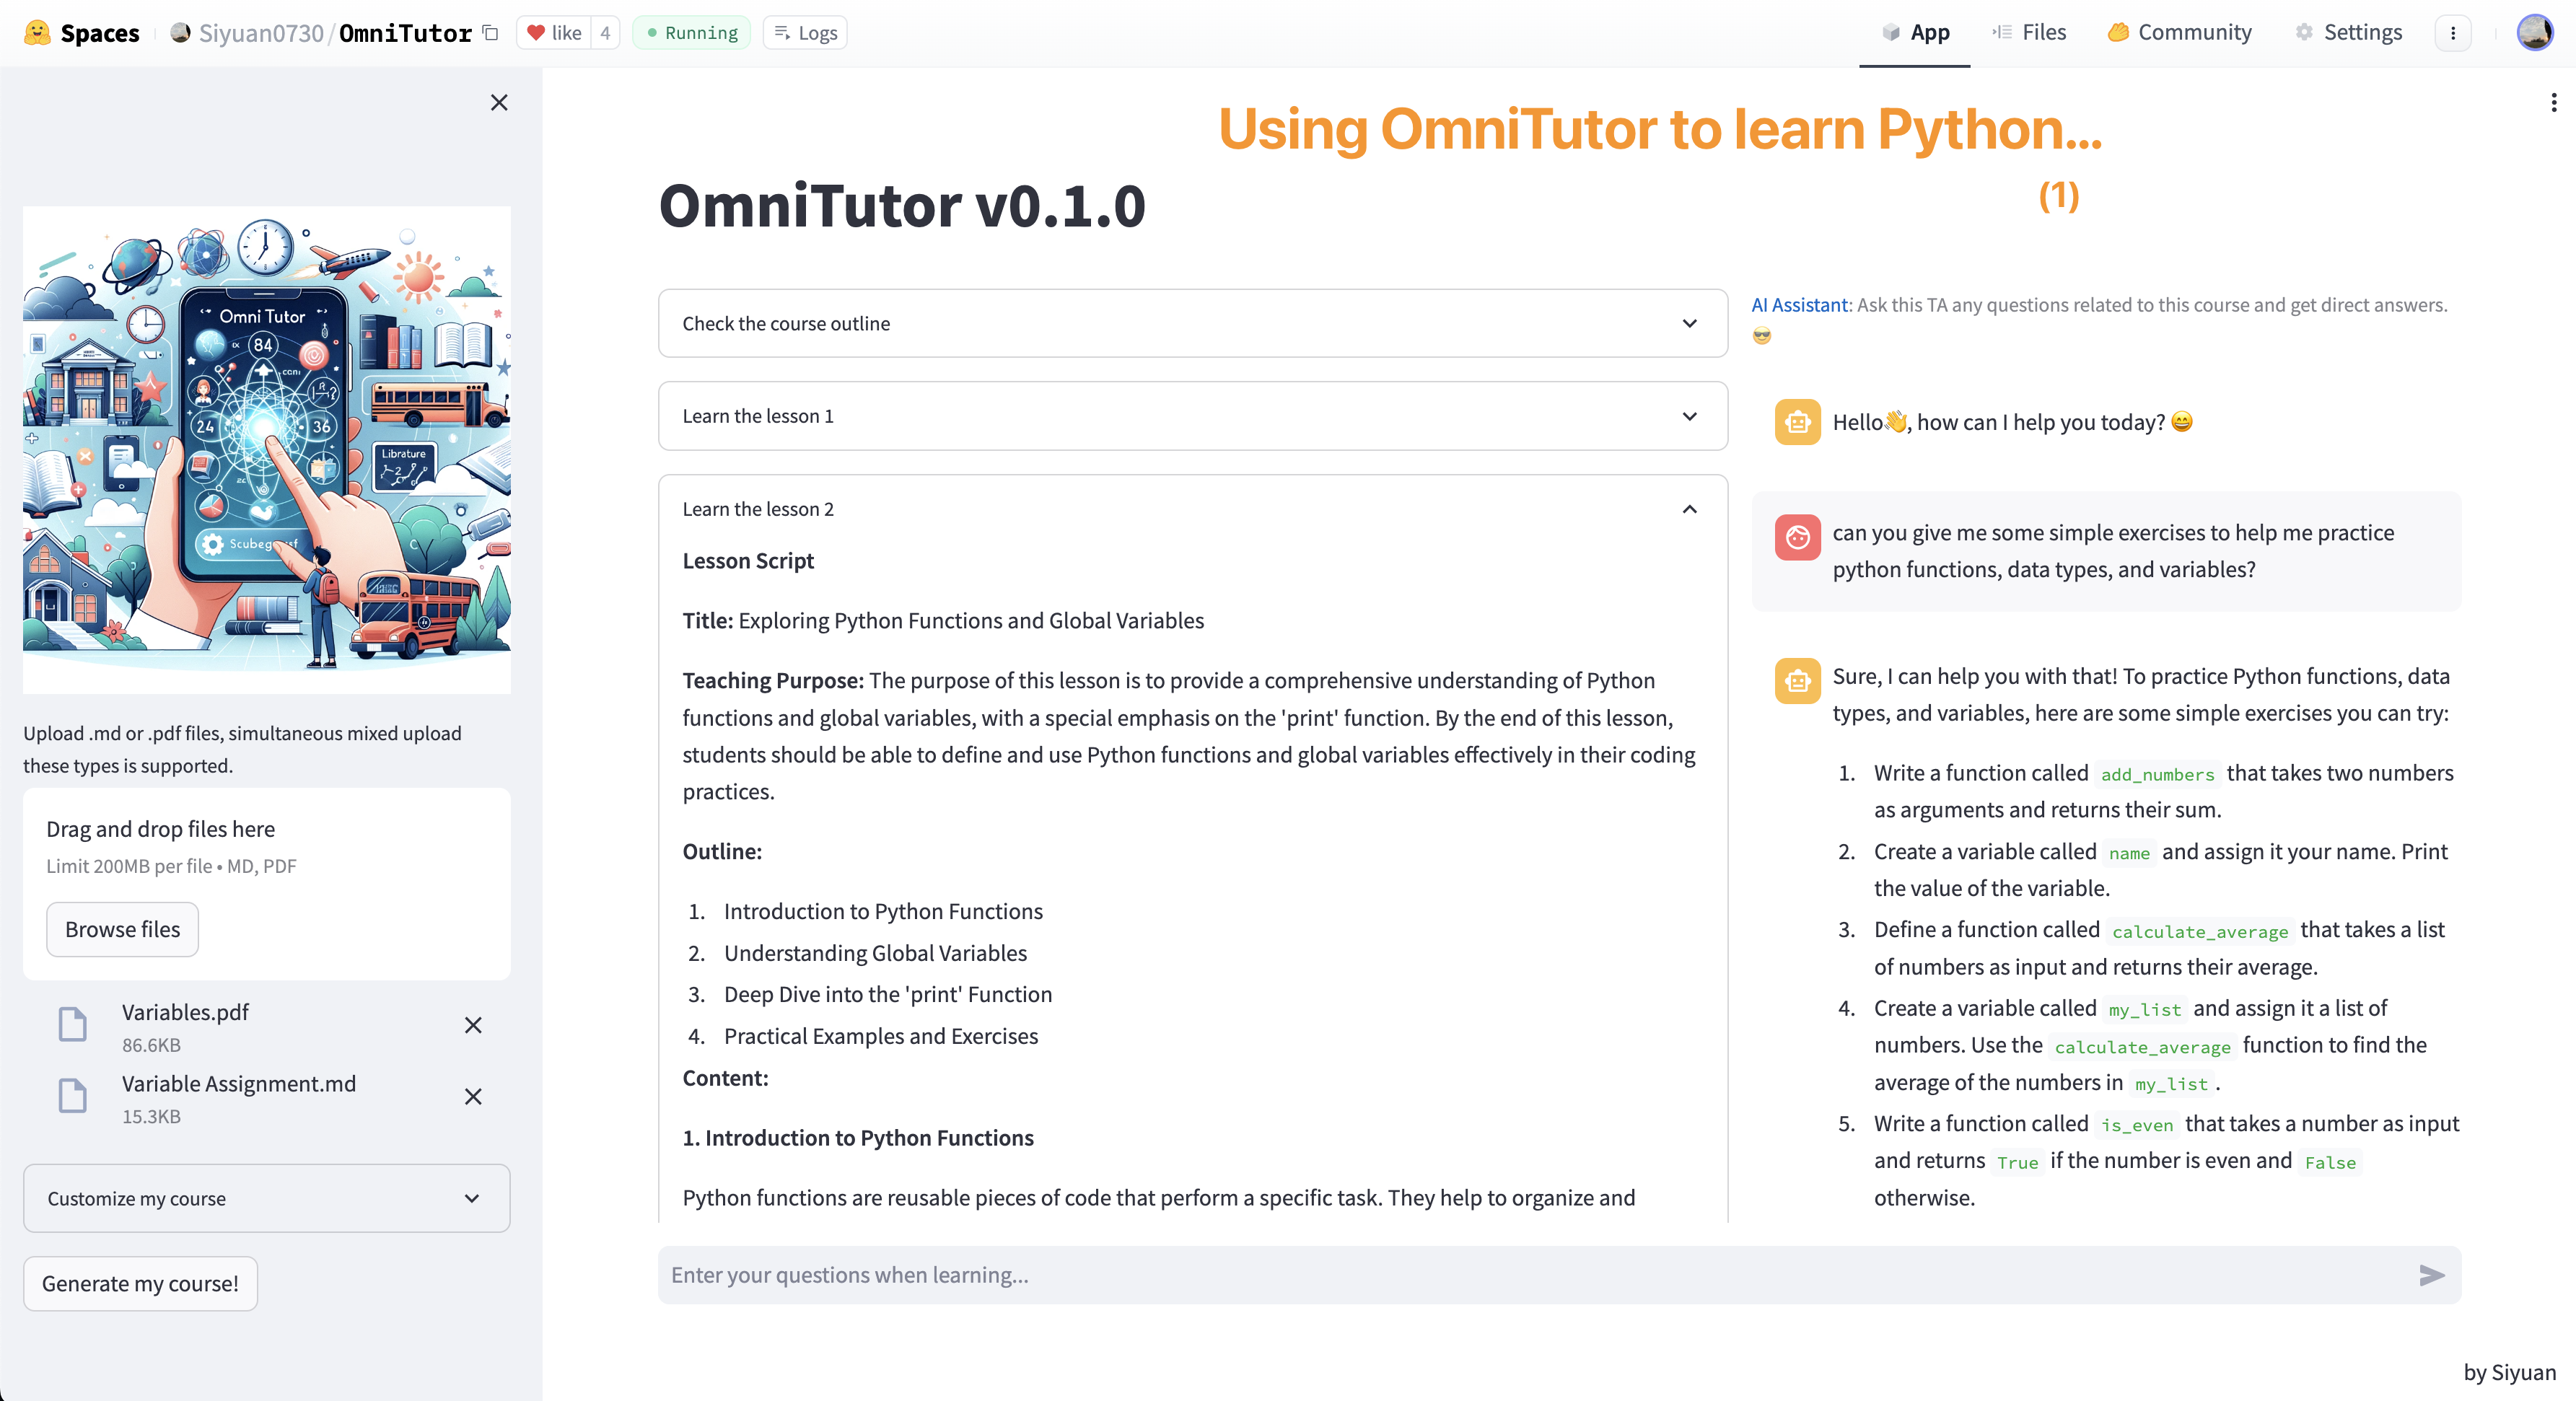 Spaces
Siyuan0730/OmniTutor
like 4
Running
Logs
App
Files
Community
Settings
Omni Tutor
84
24
36
Librature
Upload .md or .pdf files, simultaneous mixed upload
these types is supported.
Drag and drop files here
Limit 200MB per file • MD, PDF
Browse files
Variables.pdf
86.6KB
Variable Assignment.md
15.3KB
Customize my course
Generate my course!
Using OmniTutor to learn Python...
(1)
OmniTutor v0.1.0
Check the course outline
Learn the lesson 1
Learn the lesson 2
Lesson Script
Title: Exploring Python Functions and Global Variables
Teaching Purpose: The purpose of this lesson is to provide a comprehensive understanding of Python
functions and global variables, with a special emphasis on the 'print' function. By the end of this lesson,
students should be able to define and use Python functions and global variables effectively in their coding
practices.
Outline:
1. Introduction to Python Functions
2. Understanding Global Variables
3. Deep Dive into the 'print' Function
4. Practical Examples and Exercises
Content:
1. Introduction to Python Functions
Python functions are reusable pieces of code that perform a specific task. They help to organize and
AI Assistant: Ask this TA any questions related to this course and get direct answers.
😎
Hello👋, how can I help you today? 😄
can you give me some simple exercises to help me practice
python functions, data types, and variables?
Sure, I can help you with that! To practice Python functions, data
types, and variables, here are some simple exercises you can try:
1. Write a function called add_numbers that takes two numbers
as arguments and returns their sum.
2. Create a variable called name and assign it your name. Print
the value of the variable.
3. Define a function called calculate_average that takes a list
of numbers as input and returns their average.
4. Create a variable called my_list and assign it a list of
numbers. Use the calculate_average function to find the
average of the numbers in my_list .
5. Write a function called is_even that takes a number as input
and returns True if the number is even and False
otherwise.
Enter your questions when learning...
by Siyuan